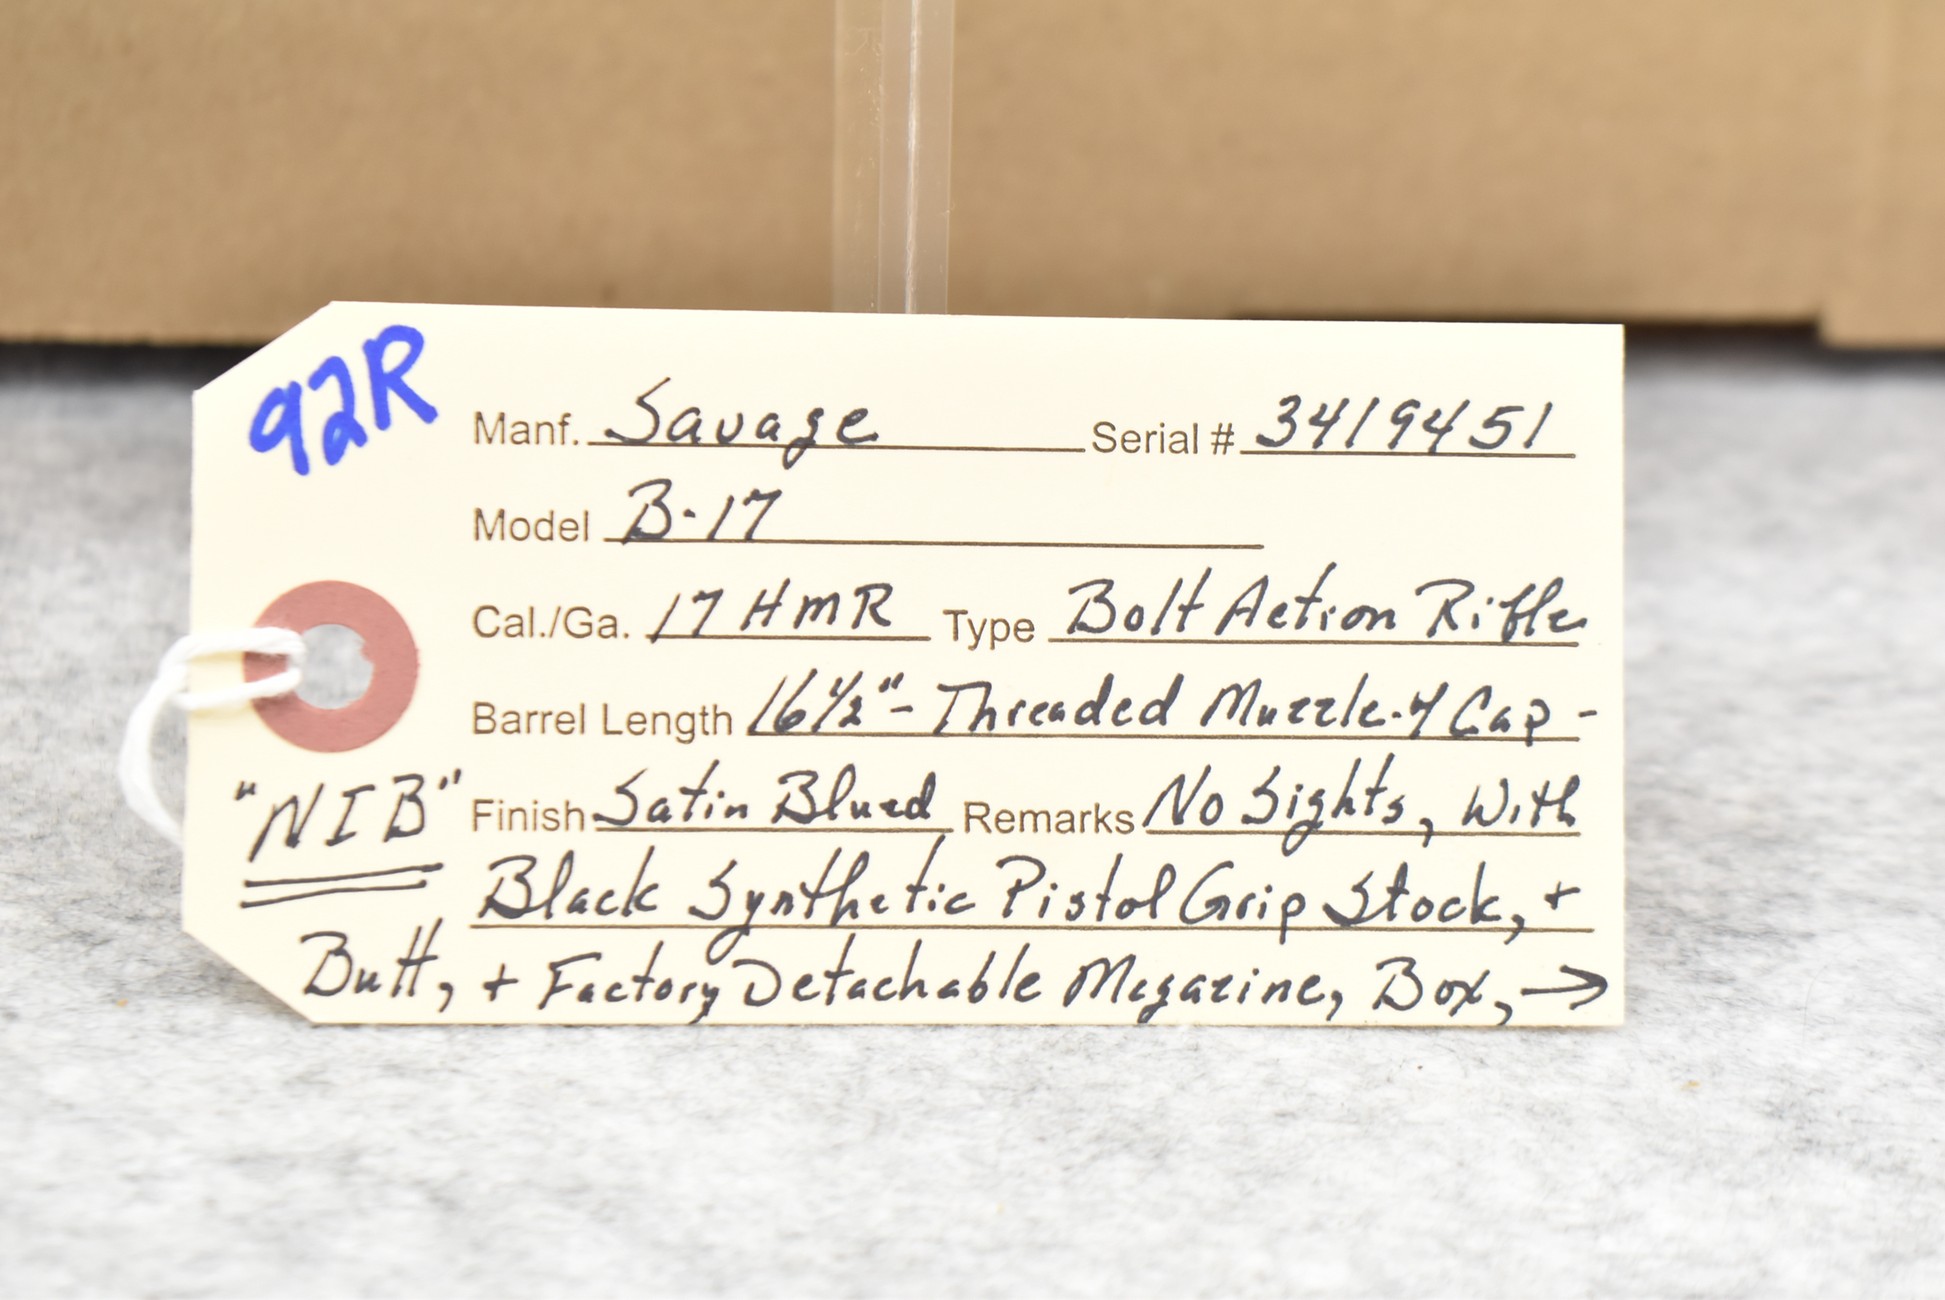 92R
Manf. Savage Serial # 3419451
Model B-17
Cal./Ga. 17 HMR Type Bolt Action Rifle
Barrel Length 16 1/2" - Threaded Muzzle + Cap -
"NIB" Finish Satin Blued Remarks No Sights, With
Black Synthetic Pistol Grip Stock, +
Butt, + Factory Detachable Magazine, Box, →